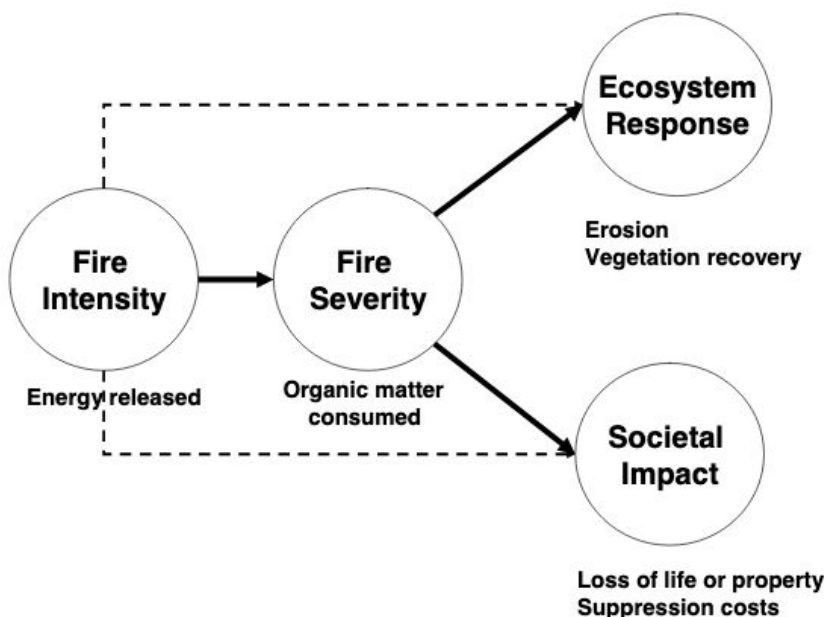 Ecosystem
Response
Erosion
Vegetation recovery
Fire
Intensity
Energy released
Fire
Severity
Organic matter
consumed
Societal
Impact
Loss of life or property
Suppression costs